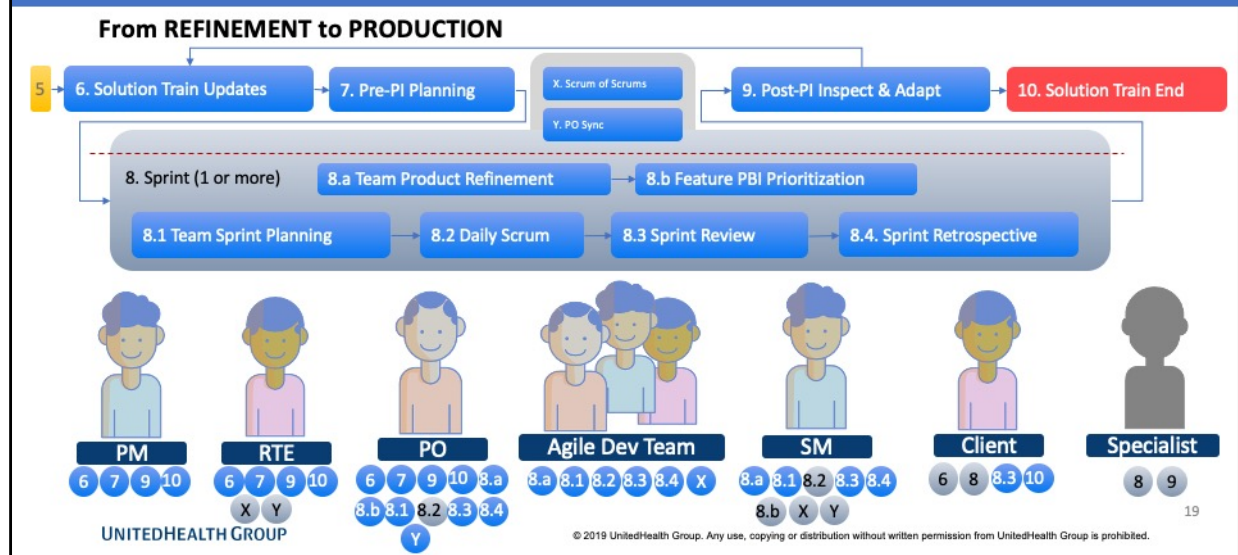 From REFINEMENT to PRODUCTION
5
6. Solution Train Updates
7. Pre-PI Planning
X. Scrum of Scrums
Y. PO Sync
9. Post-PI Inspect & Adapt
10. Solution Train End
8. Sprint (1 or more)
8.a Team Product Refinement
8.b Feature PBI Prioritization
8.1 Team Sprint Planning
8.2 Daily Scrum
8.3 Sprint Review
8.4. Sprint Retrospective
PM
6 7 9 10
RTE
6 7 9 10
X Y
PO
6 7 9 10 8.a
8.b 8.1 8.2 8.3 8.4
Y
Agile Dev Team
8.a 8.1 8.2 8.3 8.4 X
SM
8.a 8.1 8.2 8.3 8.4
8.b X Y
Client
6 8 8.3 10
Specialist
8 9
UNITEDHEALTH GROUP
© 2019 UnitedHealth Group. Any use, copying or distribution without written permission from UnitedHealth Group is prohibited.
19